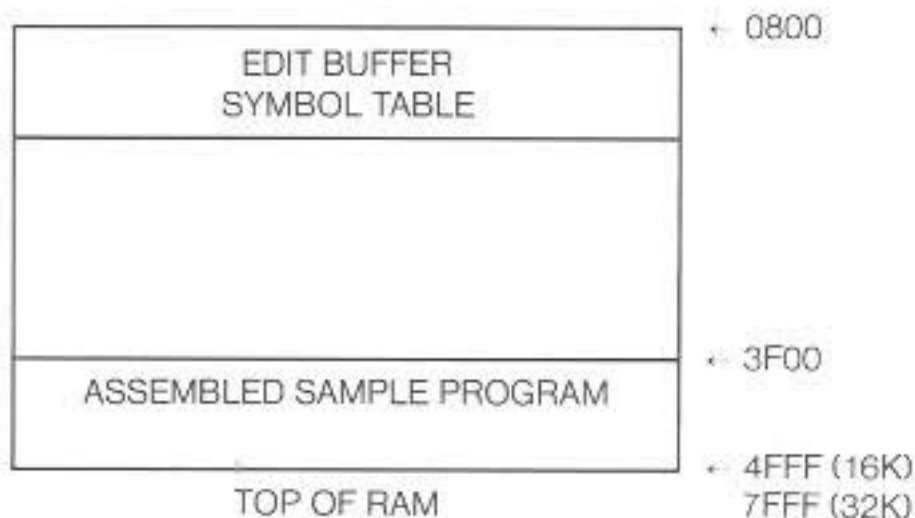 ← 0800
EDIT BUFFER
SYMBOL TABLE
← 3F00
ASSEMBLED SAMPLE PROGRAM
← 4FFF (16K)
TOP OF RAM 7FFF (32K)